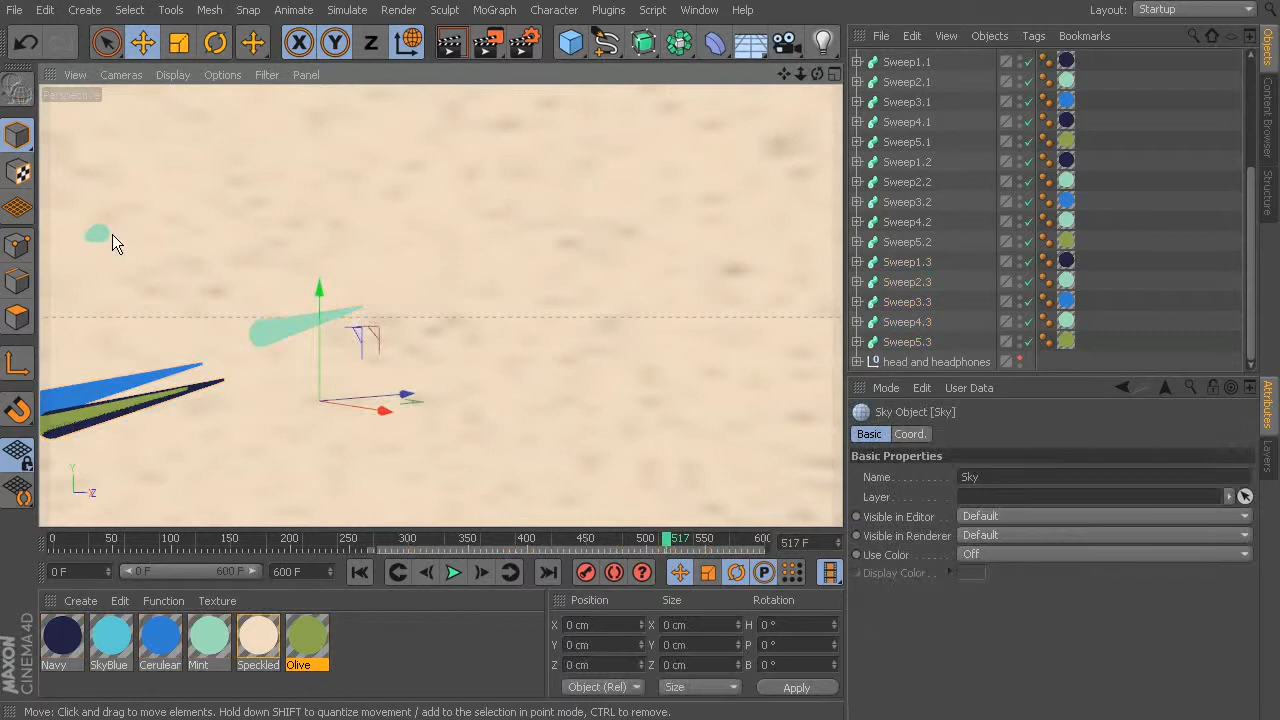 File Edit Create Select Tools Mesh Snap Animate Simulate Render Sculpt MoGraph Character Plugins Script Window Help Layout: Startup
X Y Z
View Cameras Display Options Filter Panel
File Edit View Objects Tags Bookmarks
Perspective
Sweep1.1
Sweep2.1
Sweep3.1
Sweep4.1
Sweep5.1
Sweep1.2
Sweep2.2
Sweep3.2
Sweep4.2
Sweep5.2
Sweep1.3
Sweep2.3
Sweep3.3
Sweep4.3
Sweep5.3
head and headphones
Objects
Content Browser
Structure
Mode Edit User Data
Sky Object [Sky]
Basic Coord.
Basic Properties
Name Sky
Layer
Visible in Editor Default
Visible in Renderer Default
Use Color Off
Display Color
Attributes
Layers
Y
XZ
0 50 100 150 200 250 300 350 400 450 500 517 550 600 517 F
0 F 0 F 600 F 600 F
Create Edit Function Texture
Position Size Rotation
X 0 cm X 0 cm H 0 °
Y 0 cm Y 0 cm P 0 °
Z 0 cm Z 0 cm B 0 °
Object (Rel) Size Apply
Navy SkyBlue Cerulean Mint Speckled Olive
MAXON
CINEMA 4D
Move: Click and drag to move elements. Hold down SHIFT to quantize movement / add to the selection in point mode, CTRL to remove.